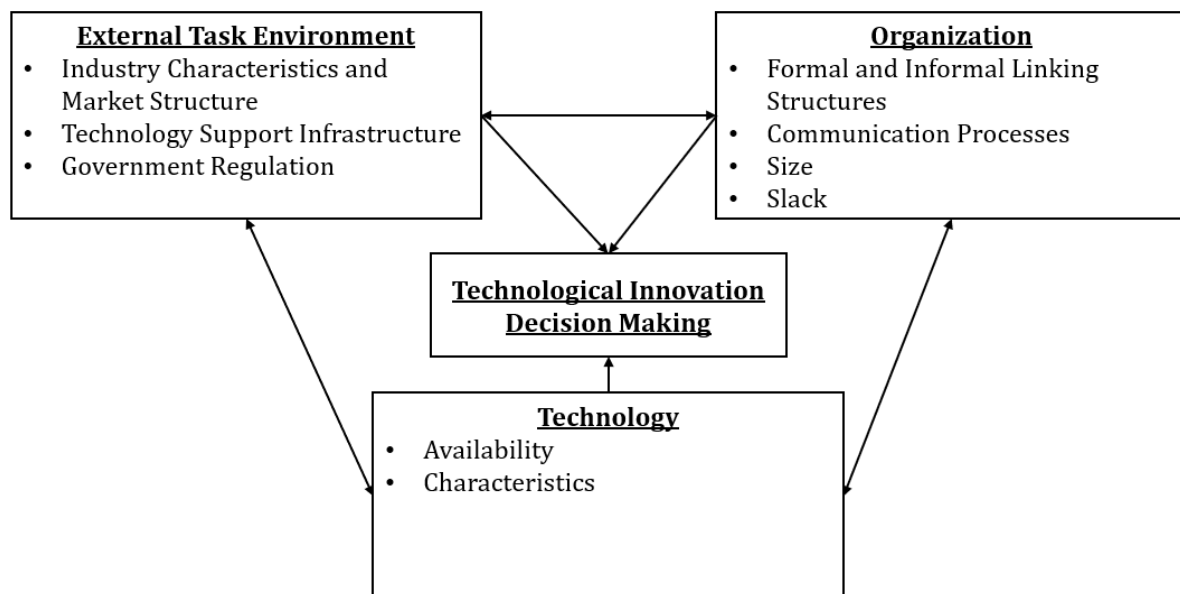 External Task Environment
• Industry Characteristics and
Market Structure
• Technology Support Infrastructure
• Government Regulation
Organization
• Formal and Informal Linking
Structures
• Communication Processes
• Size
• Slack
Technological Innovation
Decision Making
Technology
• Availability
• Characteristics